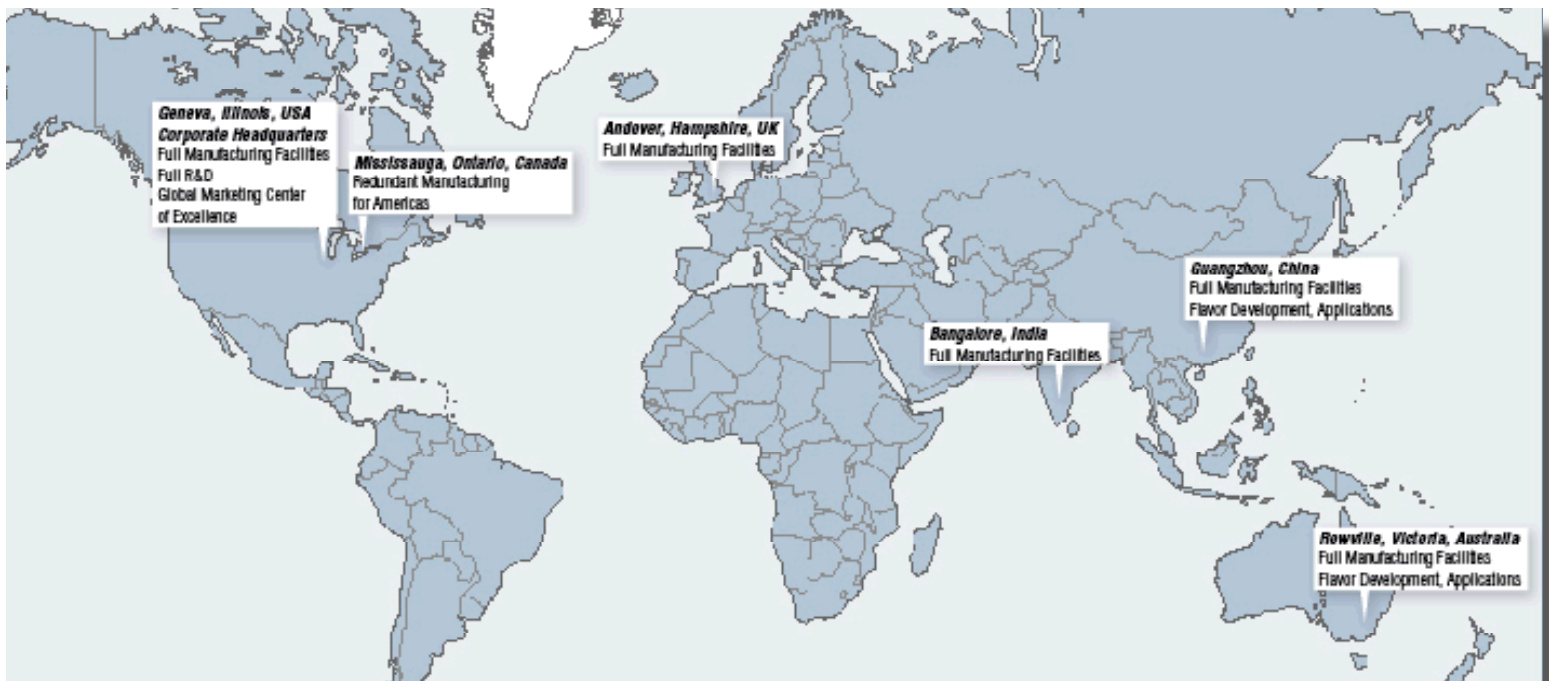 Geneva, Illinois, USA
Corporate Headquarters
Full Manufacturing Facilities
Full R&D
Global Marketing Center
of Excellence
Mississauga, Ontario, Canada
Redundant Manufacturing
for Americas
Andover, Hampshire, UK
Full Manufacturing Facilities
Guangzhou, China
Full Manufacturing Facilities
Flavor Development, Applications
Bangalore, India
Full Manufacturing Facilities
Rowville, Victoria, Australia
Full Manufacturing Facilities
Flavor Development, Applications